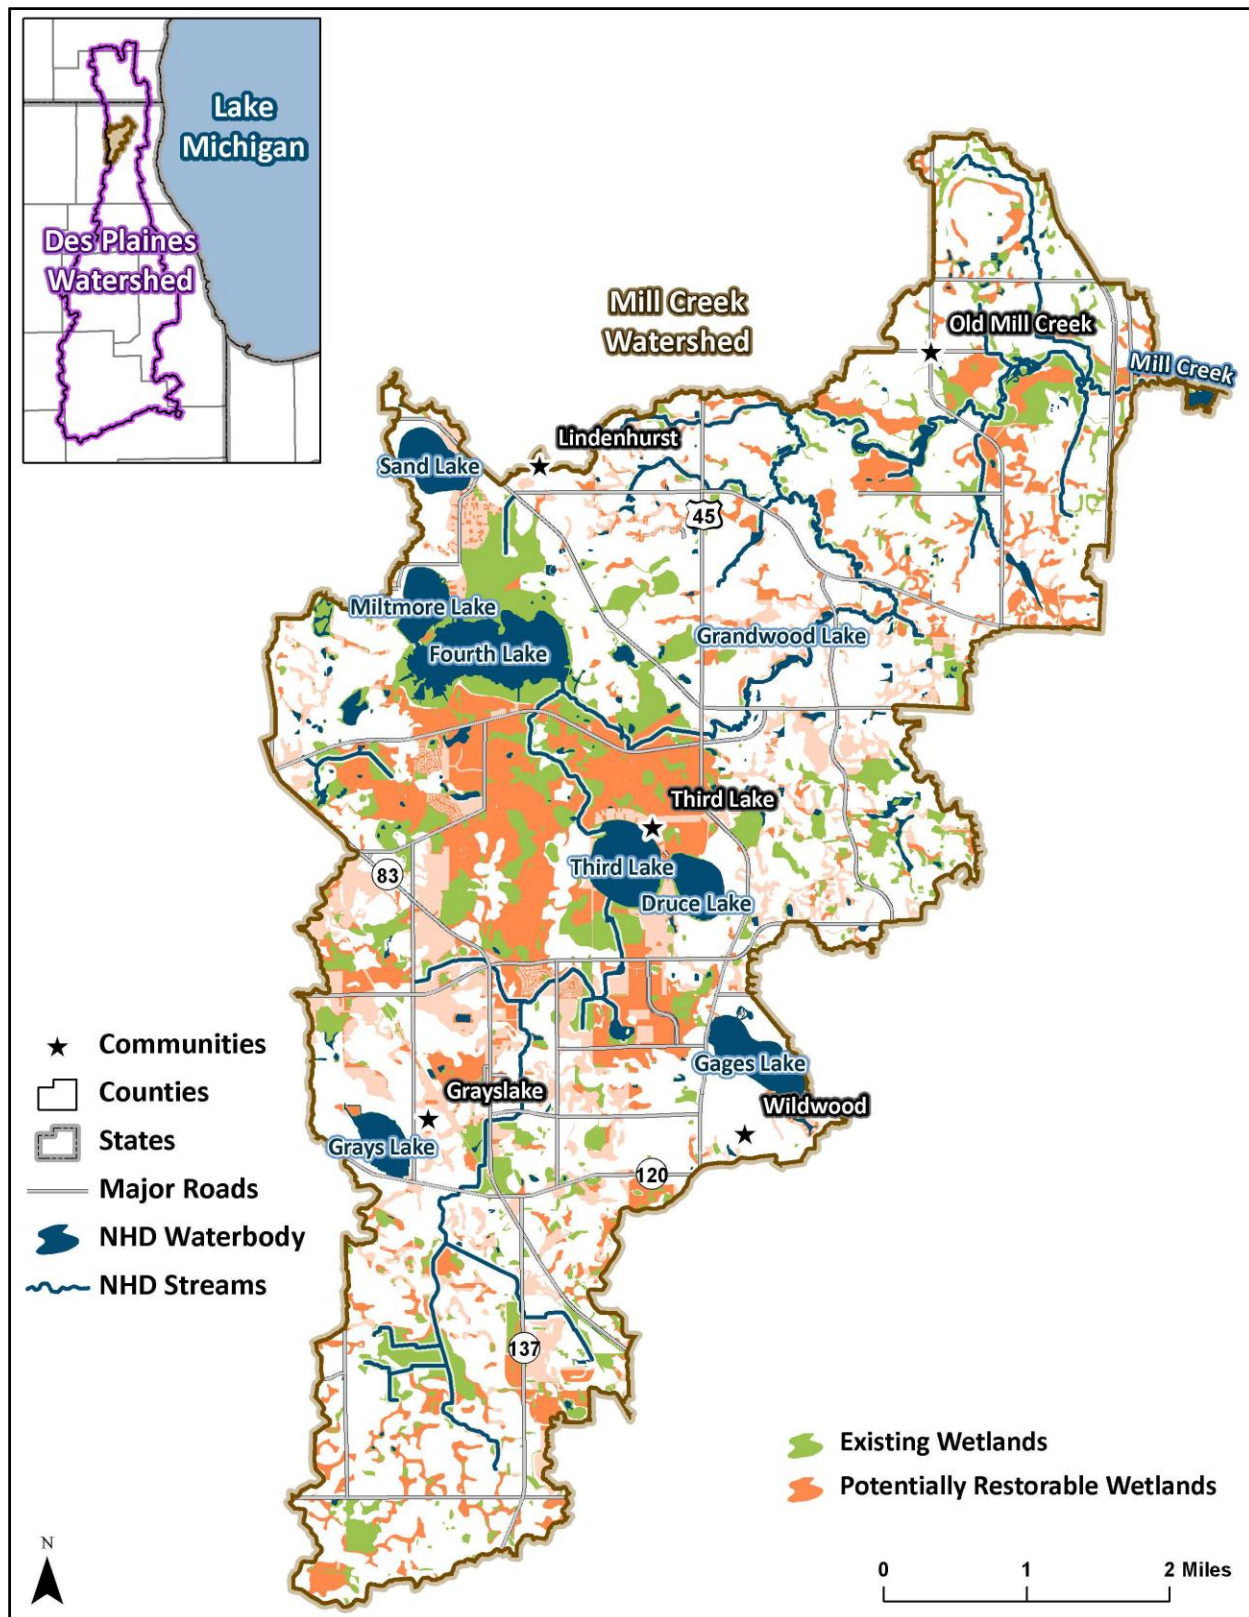 Lake
Michigan
Des Plaines
Watershed
Mill Creek
Watershed
Old Mill Creek
Mill Creek
Lindenhurst
Sand Lake
45
Miltmore Lake
Fourth Lake
Grandwood Lake
Third Lake
Third Lake
83
Druce Lake
Gages Lake
Grayslake
Wildwood
Grays Lake
120
137
Communities
Counties
States
Major Roads
NHD Waterbody
NHD Streams
Existing Wetlands
Potentially Restorable Wetlands
N
0 1 2 Miles